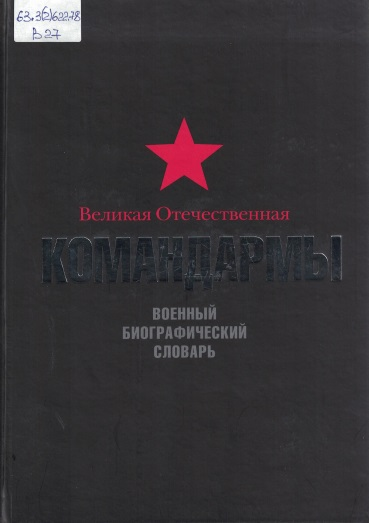 63.3(2)622.78
В 27
Великая Отечественная
КОМАНДАРМЫ
ВОЕННЫЙ
БИОГРАФИЧЕСКИЙ
СЛОВАРЬ